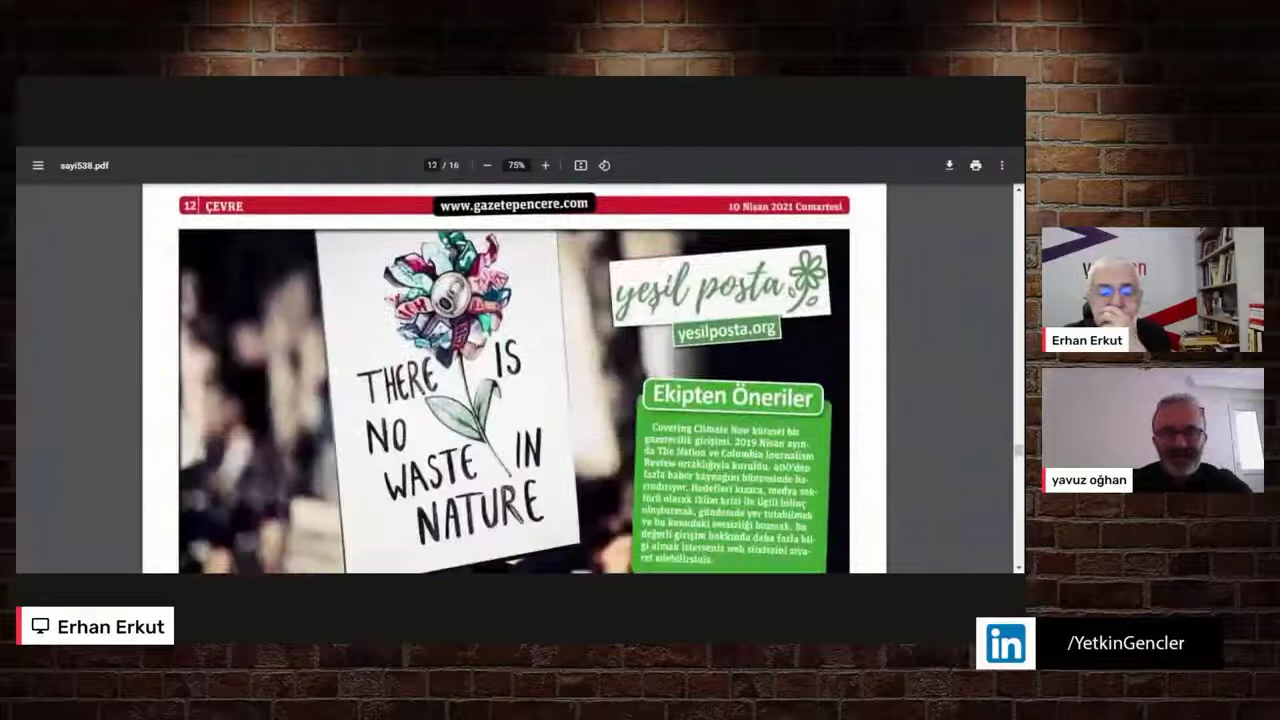 sayi538.pdf
12 / 16
75%
12 ÇEVRE
www.gazetepencere.com
10 Nisan 2021 Cumartesi
THERE IS
NO
WASTE IN
NATURE
yeşil posta
yesilposta.org
Ekipten Öneriler
Covering Climate Now küresel bir
gazetecilik girişimi. 2019 Nisan ayın-
da The Nation ve Columbia Journalism
Review ortaklığıyla kuruldu. 400'den
fazla haber kaynağını bünyesinde ba-
rındırıyor. Hedefleri kısaca, medya sek-
törü olarak iklim krizi ile ilgili bilinç
oluşturmak, gündemde yer tutabilmek
ve bu konudaki sessizliği bozmak. Bu
değerli girişim hakkında daha fazla bil-
gi almak isterseniz web sitelerini ziya-
ret edebilirsiniz.
Erhan Erkut
yavuz oğhan
Erhan Erkut
in
/YetkinGencler